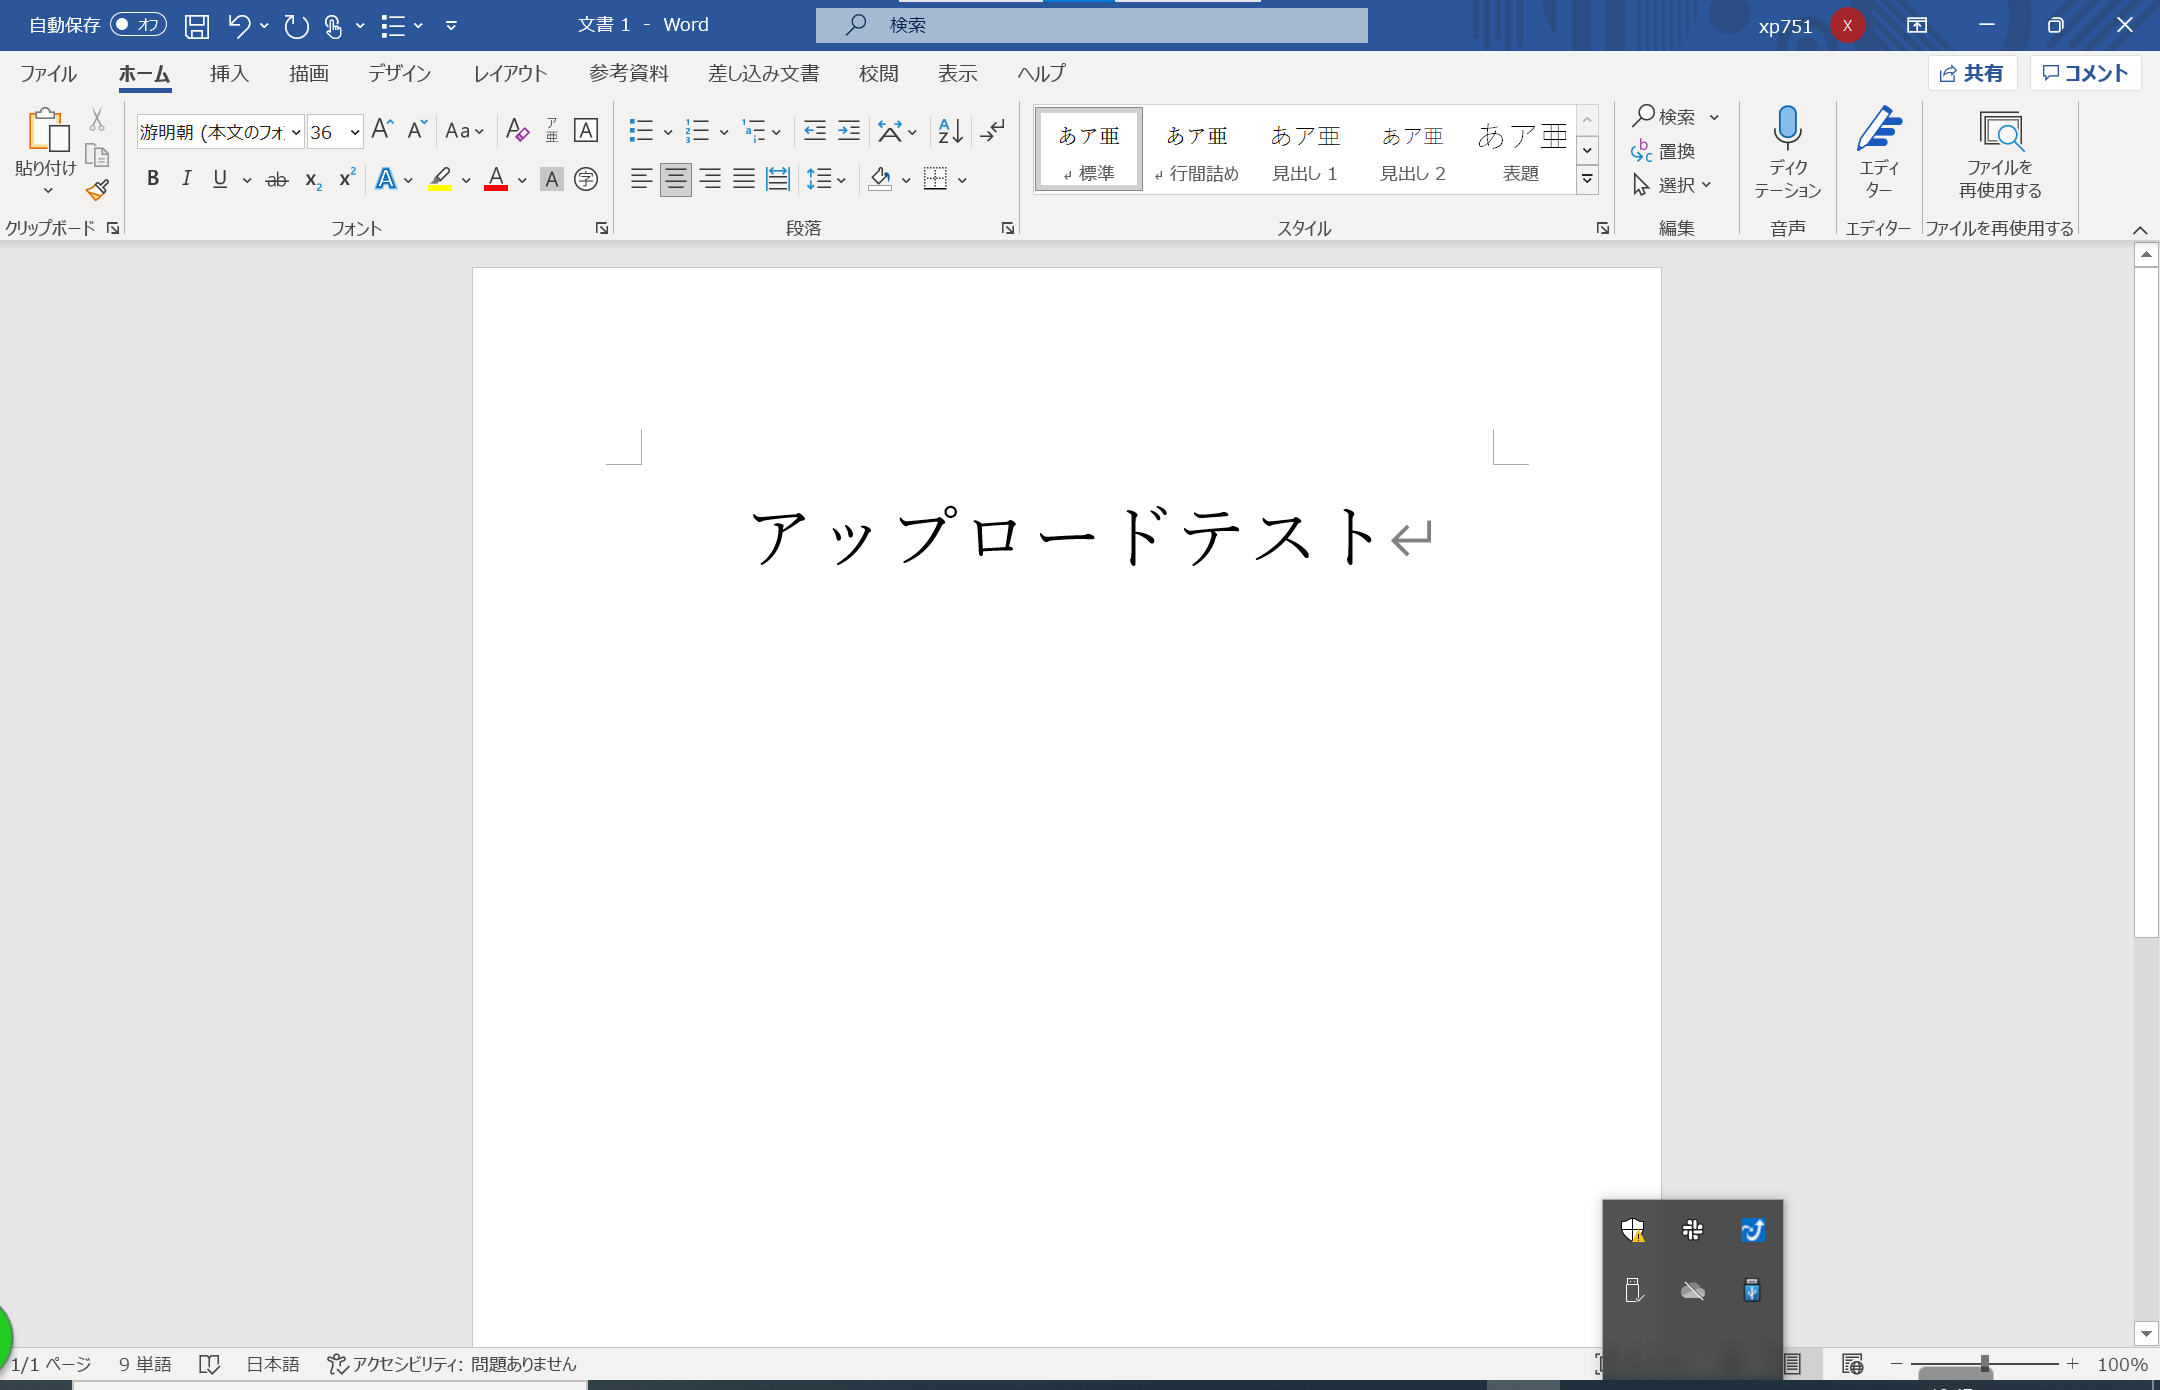 自動保存 オフ 文書 1 - Word 検索 xp751 X
ファイル ホーム 挿入 描画 デザイン レイアウト 参考資料 差し込み文書 校閲 表示 ヘルプ 共有 コメント
貼り付け
クリップボード
游明朝 (本文のフォ 36
フォント
段落
あア亜 あア亜 あア亜 あア亜 あア亜
標準 行間詰め 見出し 1 見出し 2 表題
スタイル
検索
置換
選択
編集
ディク
テーション
音声
エディ
ター
エディター
ファイルを
再使用する
ファイルを再使用する
アップロードテスト
1/1 ページ 9 単語 日本語 アクセシビリティ: 問題ありません 100%